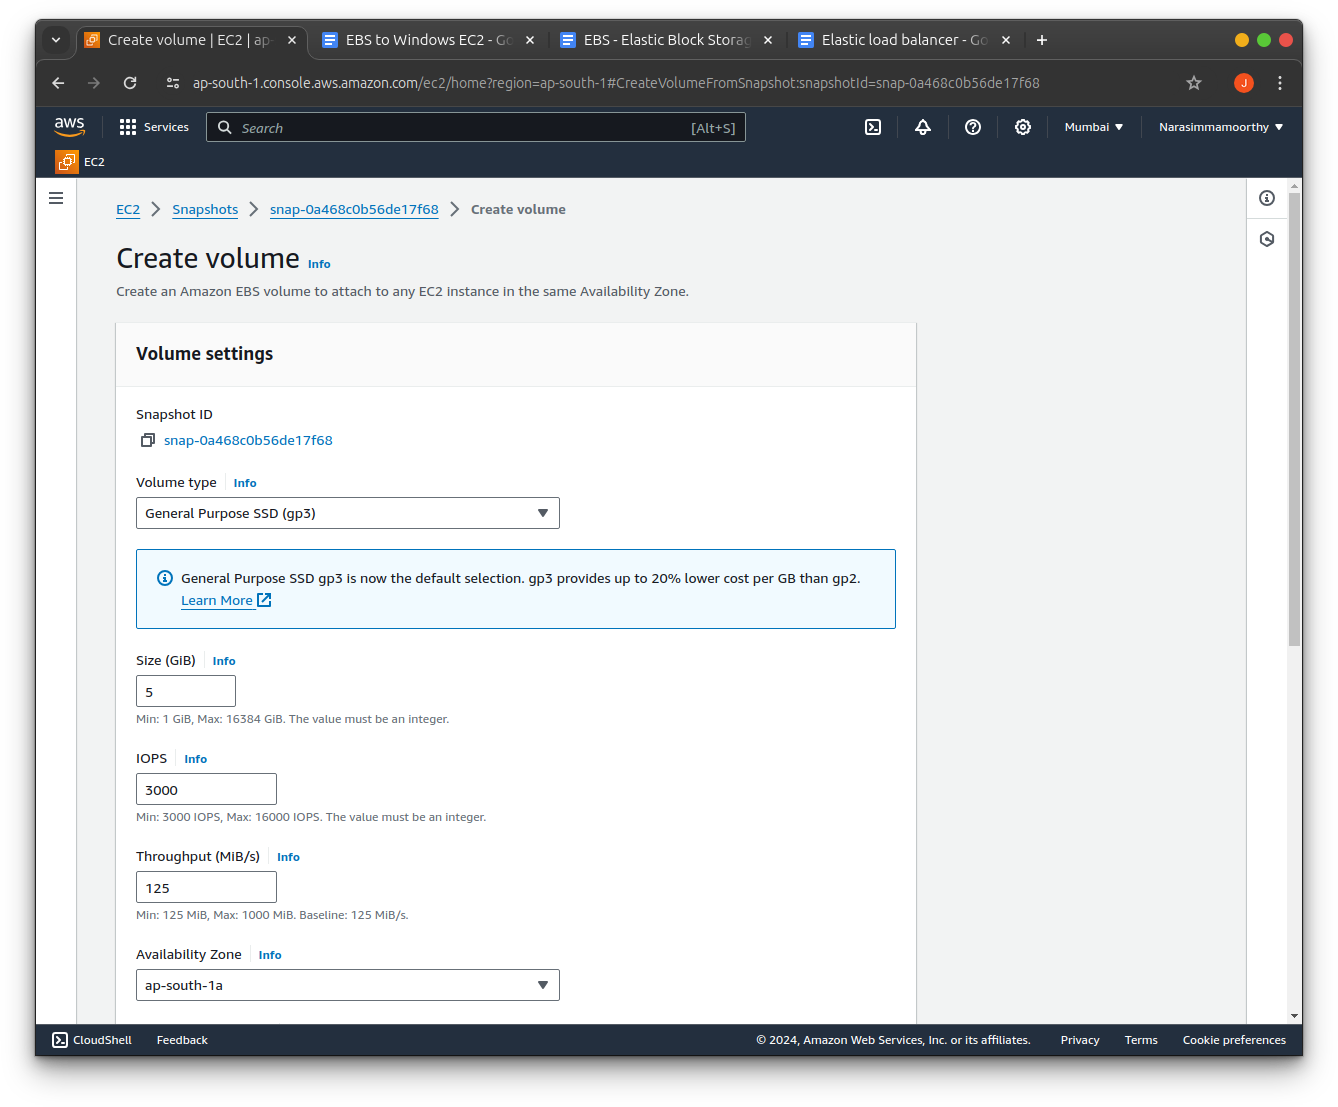 Create volume | EC2 | ap-
EBS to Windows EC2 - Go
EBS - Elastic Block Storag
Elastic load balancer - Go
ap-south-1.console.aws.amazon.com/ec2/home?region=ap-south-1#CreateVolumeFromSnapshot:snapshotId=snap-0a468c0b56de17f68
J
aws
Services
Search
[Alt+S]
Mumbai
Narasimmamoorthy
EC2
EC2 > Snapshots > snap-0a468c0b56de17f68 > Create volume
Create volume Info
Create an Amazon EBS volume to attach to any EC2 instance in the same Availability Zone.
Volume settings
Snapshot ID
snap-0a468c0b56de17f68
Volume type Info
General Purpose SSD (gp3)
General Purpose SSD gp3 is now the default selection. gp3 provides up to 20% lower cost per GB than gp2.
Learn More
Size (GiB) Info
5
Min: 1 GiB, Max: 16384 GiB. The value must be an integer.
IOPS Info
3000
Min: 3000 IOPS, Max: 16000 IOPS. The value must be an integer.
Throughput (MiB/s) Info
125
Min: 125 MiB, Max: 1000 MiB. Baseline: 125 MiB/s.
Availability Zone Info
ap-south-1a
CloudShell
Feedback
© 2024, Amazon Web Services, Inc. or its affiliates.
Privacy
Terms
Cookie preferences